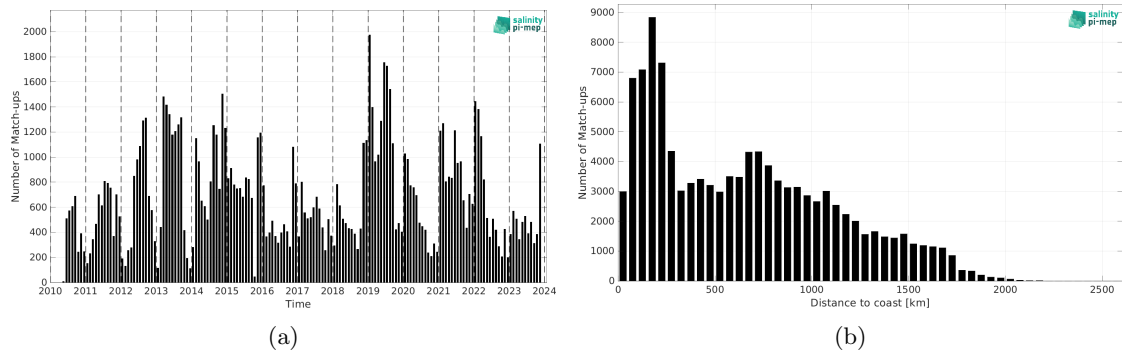 salinity
pi-mep
Number of Match-ups
2000
1800
1600
1400
1200
1000
800
600
400
200
0
2010 2011 2012 2013 2014 2015 2016 2017 2018 2019 2020 2021 2022 2023 2024
Time
(a)
salinity
pi-mep
Number of Match-ups
9000
8000
7000
6000
5000
4000
3000
2000
1000
0
0 500 1000 1500 2000 2500
Distance to coast [km]
(b)